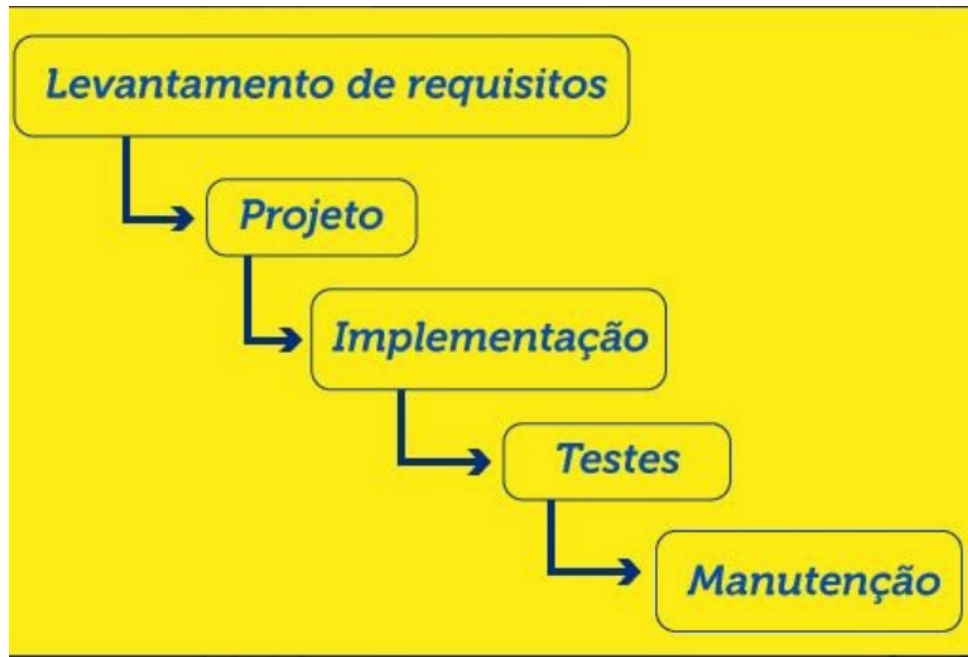 Levantamento de requisitos
Projeto
Implementação
Testes
Manutenção